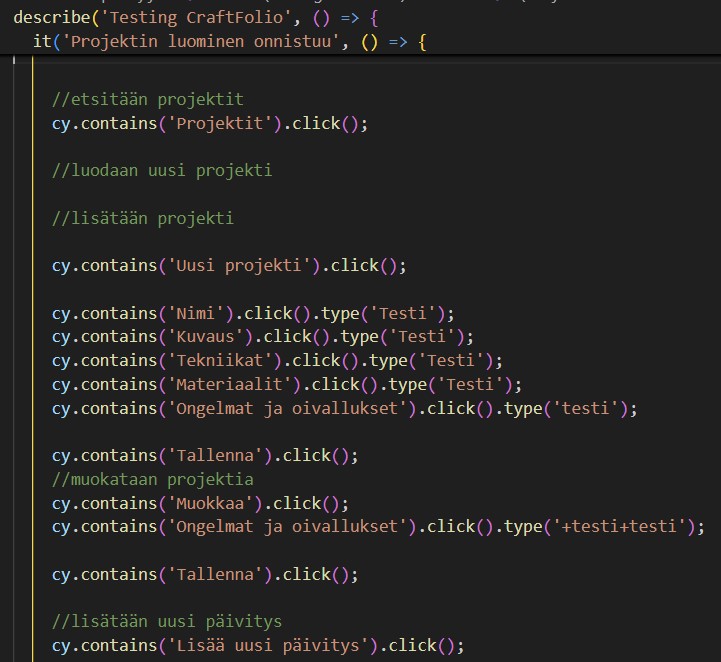 describe('Testing CraftFolio', () => {
it('Projektin luominen onnistuu', () => {
//etsitään projektit
cy.contains('Projektit').click();
//luodaan uusi projekti
//lisätään projekti
cy.contains('Uusi projekti').click();
cy.contains('Nimi').click().type('Testi');
cy.contains('Kuvaus').click().type('Testi');
cy.contains('Tekniikat').click().type('Testi');
cy.contains('Materiaalit').click().type('Testi');
cy.contains('Ongelmat ja oivallukset').click().type('testi');
cy.contains('Tallenna').click();
//muokataan projektia
cy.contains('Muokkaa').click();
cy.contains('Ongelmat ja oivallukset').click().type('+testi+testi');
cy.contains('Tallenna').click();
//lisätään uusi päivitys
cy.contains('Lisää uusi päivitys').click();